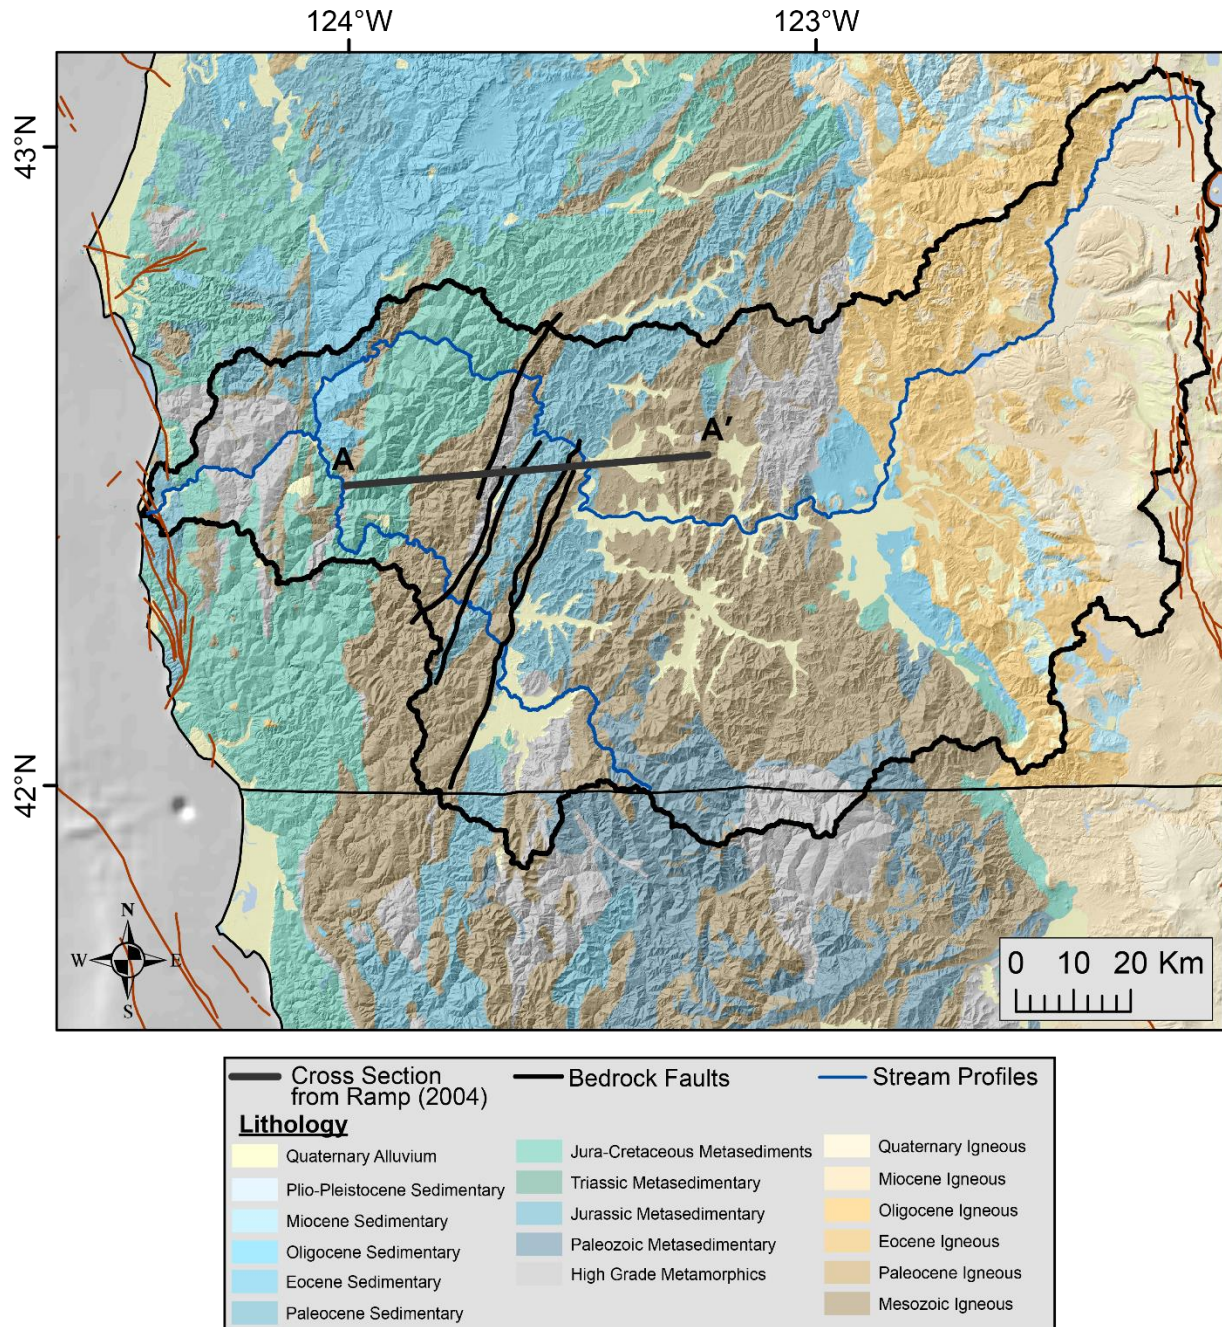 124°W 123°W
43°N
A A′
42°N
N
W E
S
0 10 20 Km
Cross Section
from Ramp (2004)
Bedrock Faults
Stream Profiles
Lithology
Quaternary Alluvium
Plio-Pleistocene Sedimentary
Miocene Sedimentary
Oligocene Sedimentary
Eocene Sedimentary
Paleocene Sedimentary
Jura-Cretaceous Metasediments
Triassic Metasedimentary
Jurassic Metasedimentary
Paleozoic Metasedimentary
High Grade Metamorphics
Quaternary Igneous
Miocene Igneous
Oligocene Igneous
Eocene Igneous
Paleocene Igneous
Mesozoic Igneous